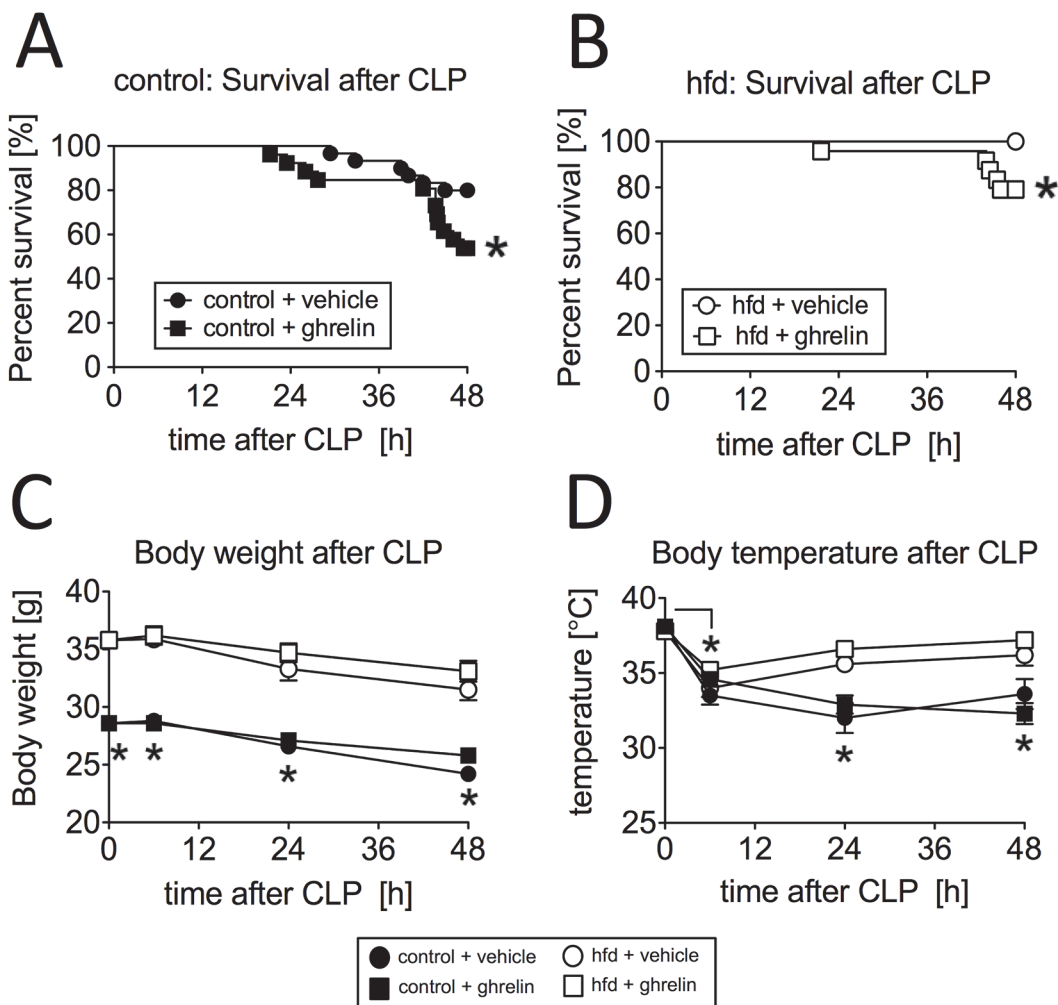 A
control: Survival after CLP
Percent survival [%]
100
80
60
40
20
0
control + vehicle
control + ghrelin
*
0 12 24 36 48
time after CLP [h]
B
hfd: Survival after CLP
Percent survival [%]
100
80
60
40
20
0
hfd + vehicle
hfd + ghrelin
*
0 12 24 36 48
time after CLP [h]
C
Body weight after CLP
Body weight [g]
40
35
30
25
20
* * * *
0 12 24 36 48
time after CLP [h]
D
Body temperature after CLP
temperature [°C]
40
35
30
25
*
* *
0 12 24 36 48
time after CLP [h]
control + vehicle hfd + vehicle
control + ghrelin hfd + ghrelin